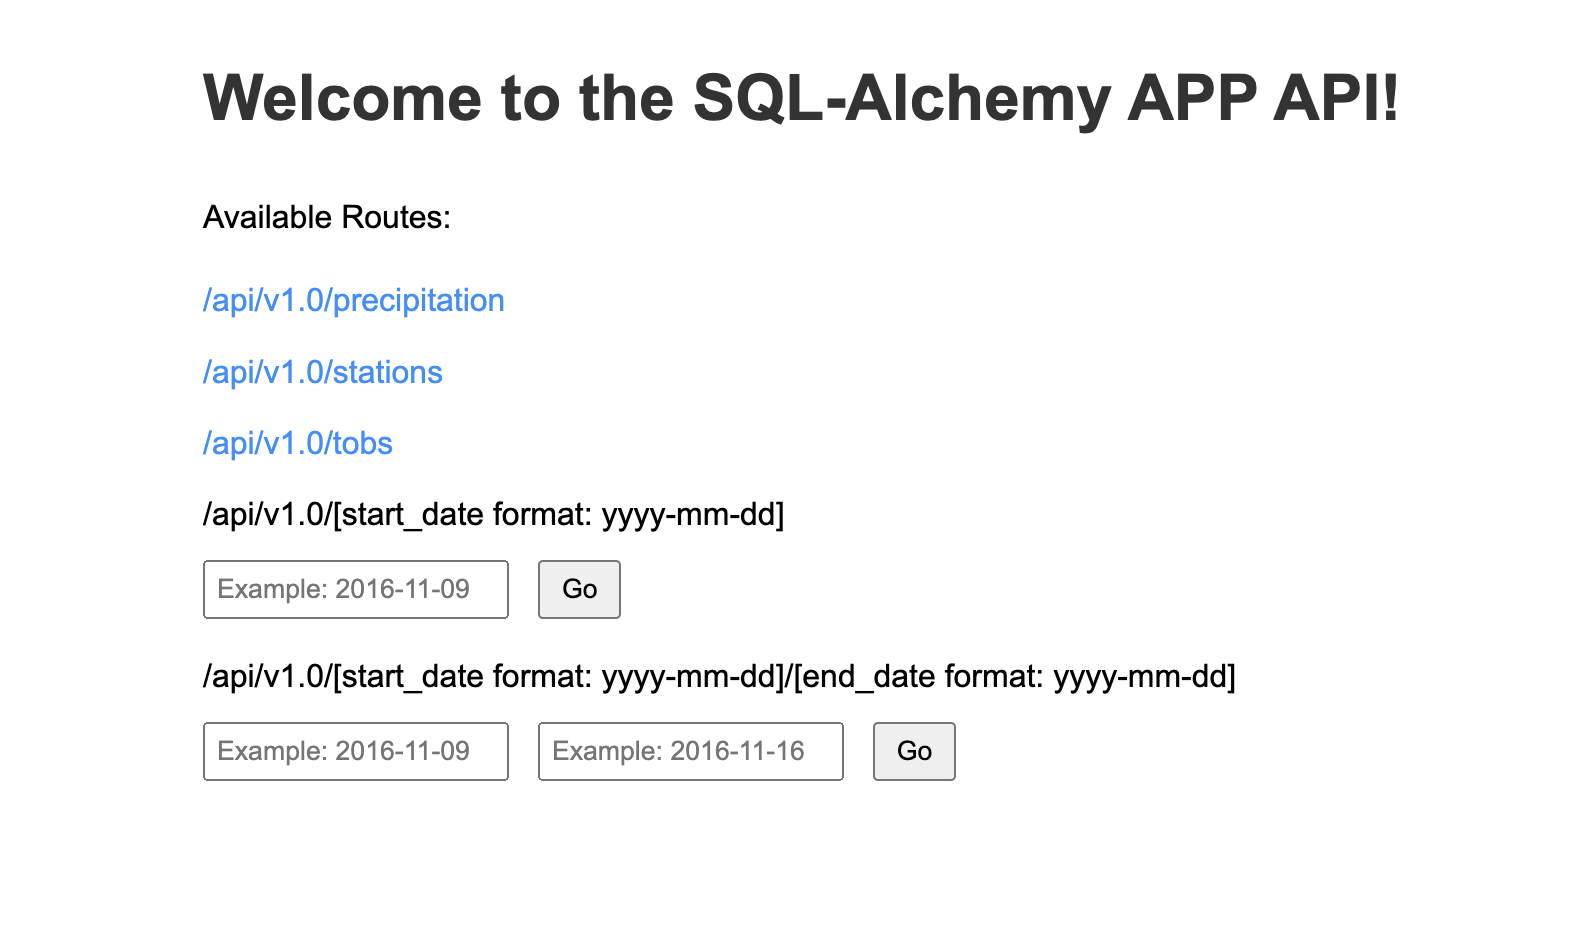 Welcome to the SQL-Alchemy APP API!
Available Routes:
/api/v1.0/precipitation
/api/v1.0/stations
/api/v1.0/tobs
/api/v1.0/[start_date format: yyyy-mm-dd]
Example: 2016-11-09 Go
/api/v1.0/[start_date format: yyyy-mm-dd]/[end_date format: yyyy-mm-dd]
Example: 2016-11-09 Example: 2016-11-16 Go